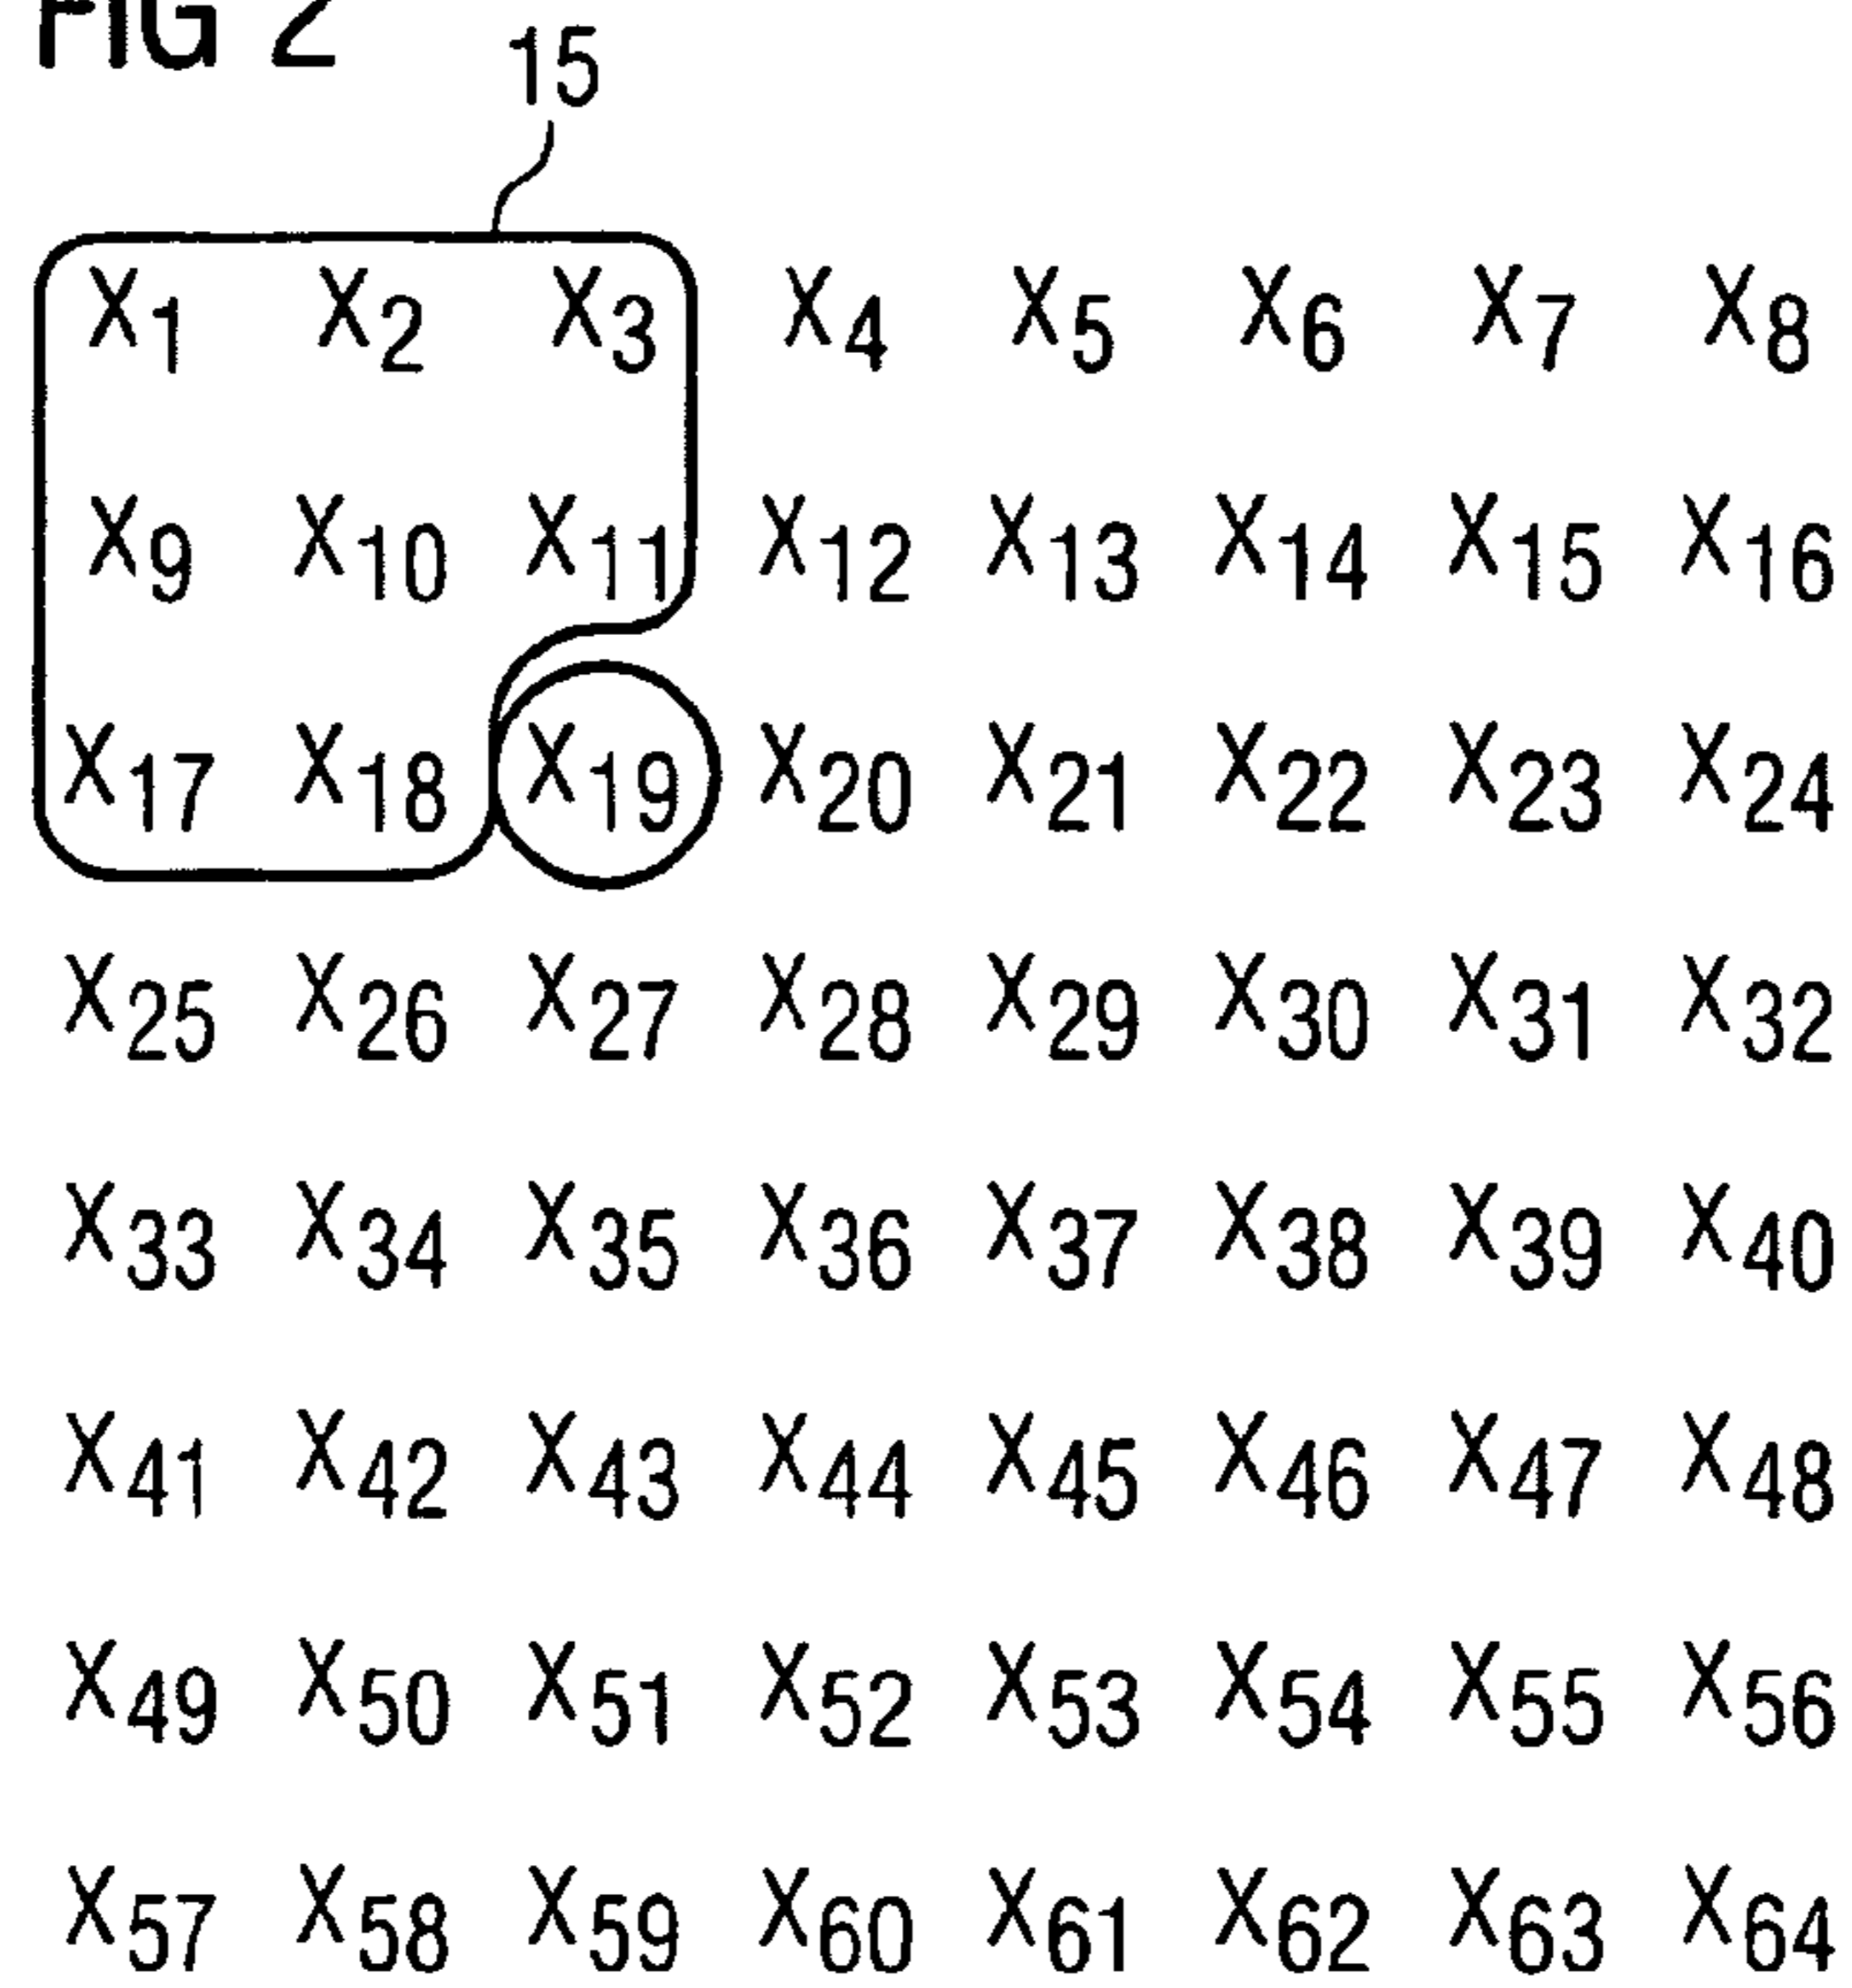 FIG 2
15
X1 X2 X3 X4 X5 X6 X7 X8
X9 X10 X11 X12 X13 X14 X15 X16
X17 X18 X19 X20 X21 X22 X23 X24
X25 X26 X27 X28 X29 X30 X31 X32
X33 X34 X35 X36 X37 X38 X39 X40
X41 X42 X43 X44 X45 X46 X47 X48
X49 X50 X51 X52 X53 X54 X55 X56
X57 X58 X59 X60 X61 X62 X63 X64